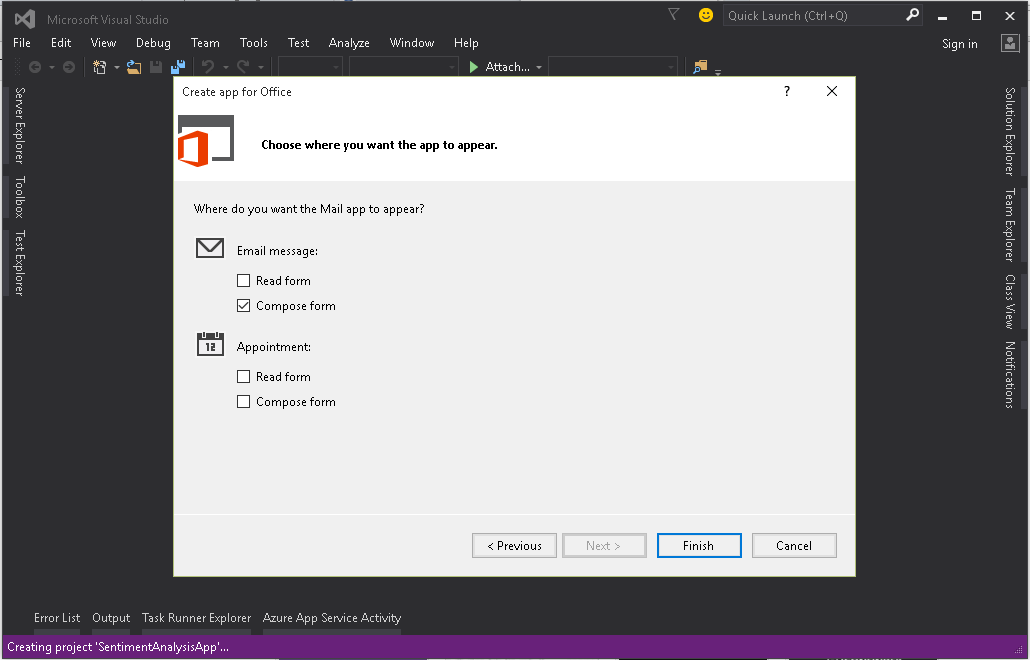 Microsoft Visual Studio
Quick Launch (Ctrl+Q)
File Edit View Debug Team Tools Test Analyze Window Help
Sign in
Attach...
Server Explorer
Toolbox
Test Explorer
Create app for Office
?
Choose where you want the app to appear.
Where do you want the Mail app to appear?
Email message:
Read form
Compose form
12
Appointment:
Read form
Compose form
< Previous Next > Finish Cancel
Solution Explorer
Team Explorer
Class View
Notifications
Error List Output Task Runner Explorer Azure App Service Activity
Creating project 'SentimentAnalysisApp'...